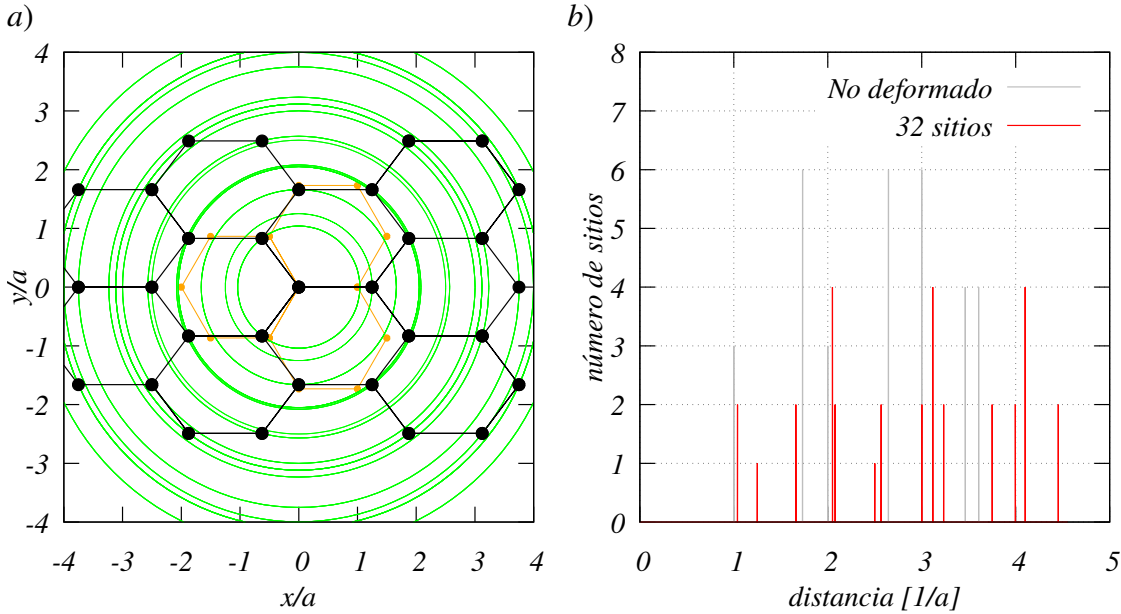 a)
4
3
2
1
0
-1
-2
-3
-4
y/a
-4 -3 -2 -1 0 1 2 3 4
x/a
b)
8
7
6
5
4
3
2
1
0
número de sitios
No deformado
32 sitios
0 1 2 3 4 5
distancia [1/a]